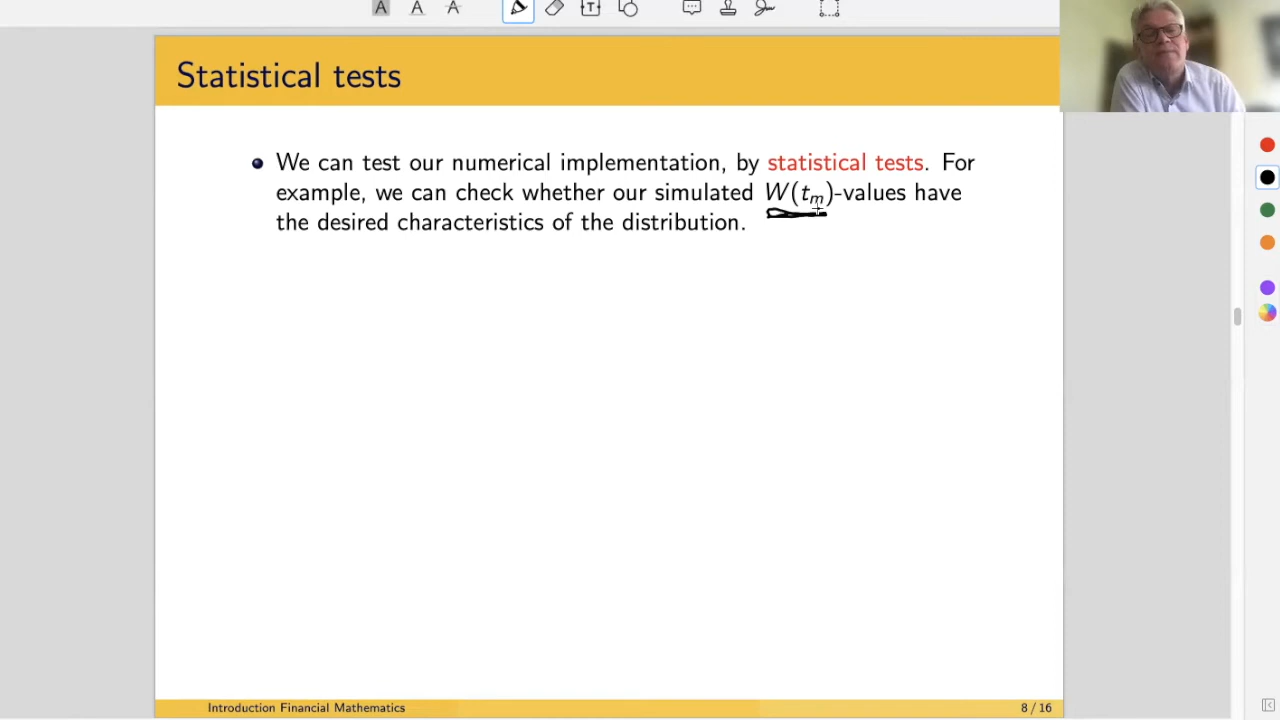 A A A T
Statistical tests
We can test our numerical implementation, by statistical tests. For
example, we can check whether our simulated W(tₘ)-values have
the desired characteristics of the distribution.
Introduction Financial Mathematics 8 / 16